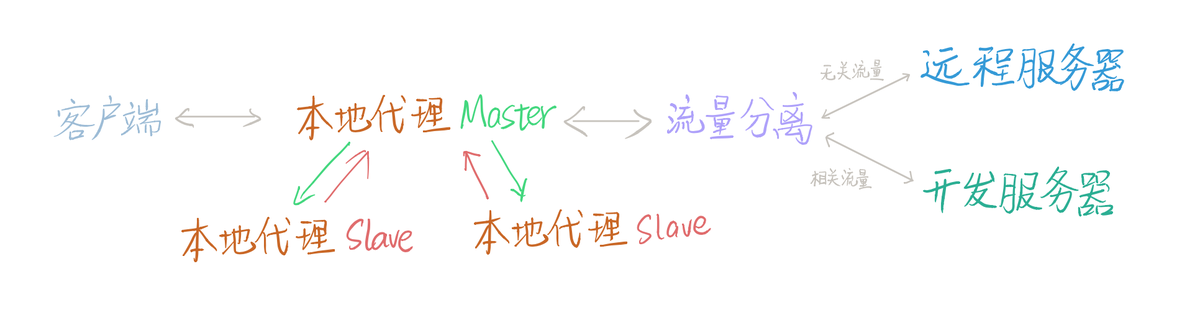 客户端
本地代理 Master
流量分离
无关流量
远程服务器
相关流量
开发服务器
本地代理 Slave
本地代理 Slave